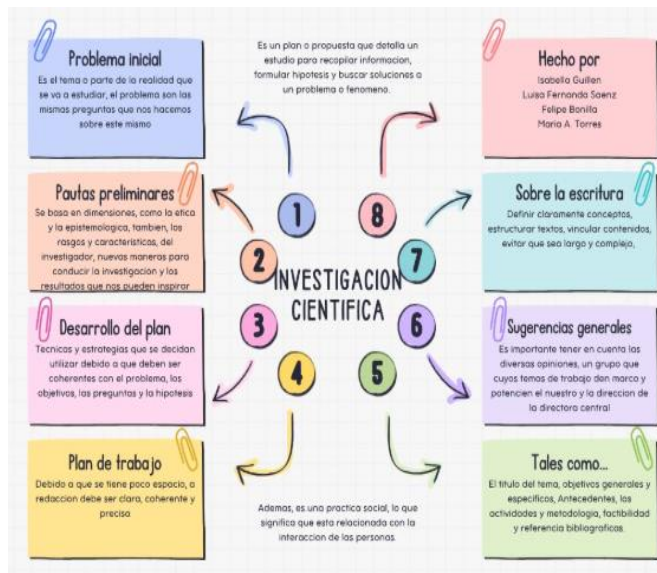 Problema inicial
Es el tema o parte de la realidad que
se va a estudiar, el problema son las
mismas preguntas que nos hacemos
sobre este mismo
Es un plan o propuesta que detalla un
estudio para recopilar informacion,
formular hipotesis y buscar soluciones a
un problema o fenomeno.
Hecho por
Isabella Guillen
Luisa Fernanda Saenz
Felipe Bonilla
Maria A. Torres
Pautas preliminares
Se basa en dimensiones, como la etica
y la epistemologica, tambien, los
rasgos y caracteristicas, del
investigador, nuevas maneras para
conducir la investigacion y los
resultados que nos pueden inspirar
1
8
2
7
INVESTIGACION
CIENTIFICA
3
6
4
5
Sobre la escritura
Definir claramente conceptos,
estructurar textos, vincular contenidos,
evitar que sea largo y complejo,
Desarrollo del plan
Tecnicas y estrategias que se decidan
utilizar debido a que deben ser
coherentes con el problema, los
objetivos, las preguntas y la hipotesis
Sugerencias generales
Es importante tener en cuenta las
diversas opiniones, un grupo que
cuyos temas de trabajo den marco y
potencien el nuestro y la direccion de
la directora central
Plan de trabajo
Debido a que se tiene poco espacio, a
redaccion debe ser clara, coherente y
precisa
Ademas, es una practica social, lo que
significa que esta relacionada con la
interaccion de las personas.
Tales como...
El titulo del tema, objetivos generales y
especificos, Antecedentes, las
actividades y metodologia, factibilidad
y referencia bibliograficas.